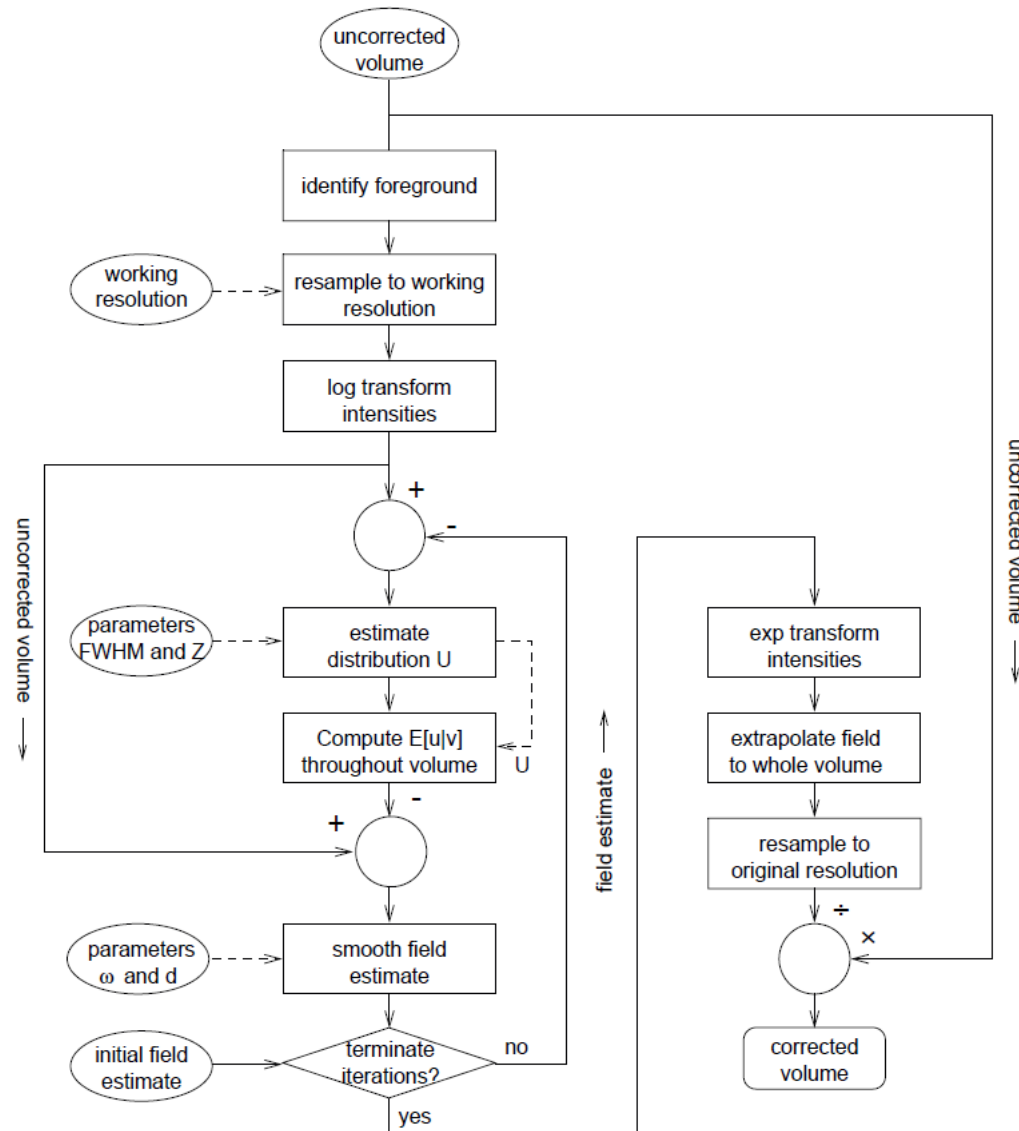 uncorrected
volume
identify foreground
working
resolution
resample to working
resolution
log transform
intensities
uncorrected volume
+
-
parameters
FWHM and Z
estimate
distribution U
Compute E[u|v]
throughout volume
U
-
+
parameters
ω and d
smooth field
estimate
initial field
estimate
terminate
iterations?
no
yes
field estimate
exp transform
intensities
extrapolate field
to whole volume
resample to
original resolution
÷
×
corrected
volume
uncorrected volume